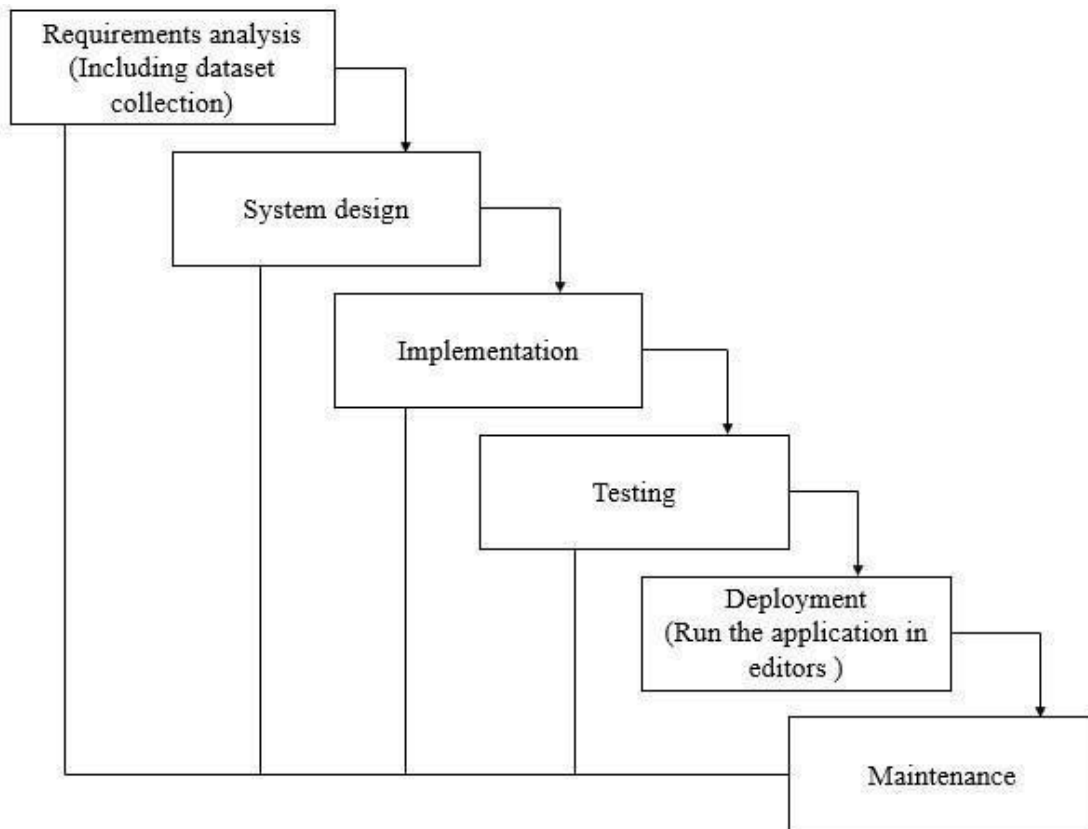 Requirements analysis
(Including dataset
collection)
System design
Implementation
Testing
Deployment
(Run the application in
editors )
Maintenance